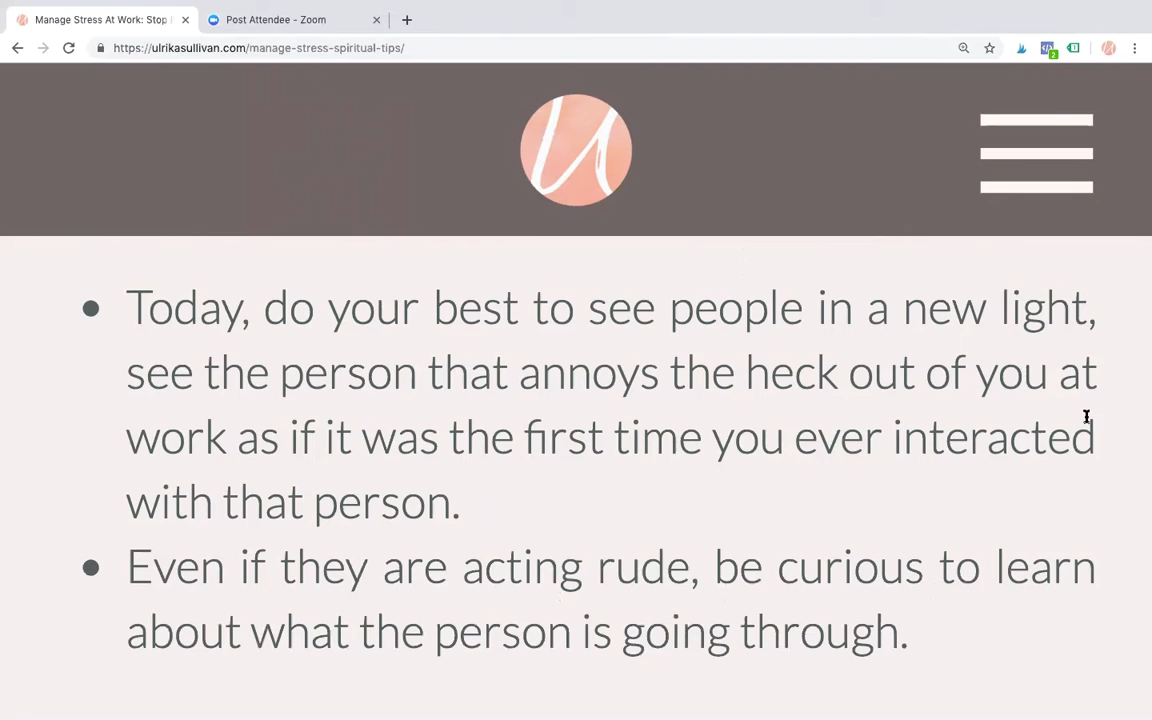 Manage Stress At Work: Stop
Post Attendee - Zoom
https://ulrikasullivan.com/manage-stress-spiritual-tips/
2
U
Today, do your best to see people in a new light,
see the person that annoys the heck out of you at
work as if it was the first time you ever interacted
with that person.
Even if they are acting rude, be curious to learn
about what the person is going through.